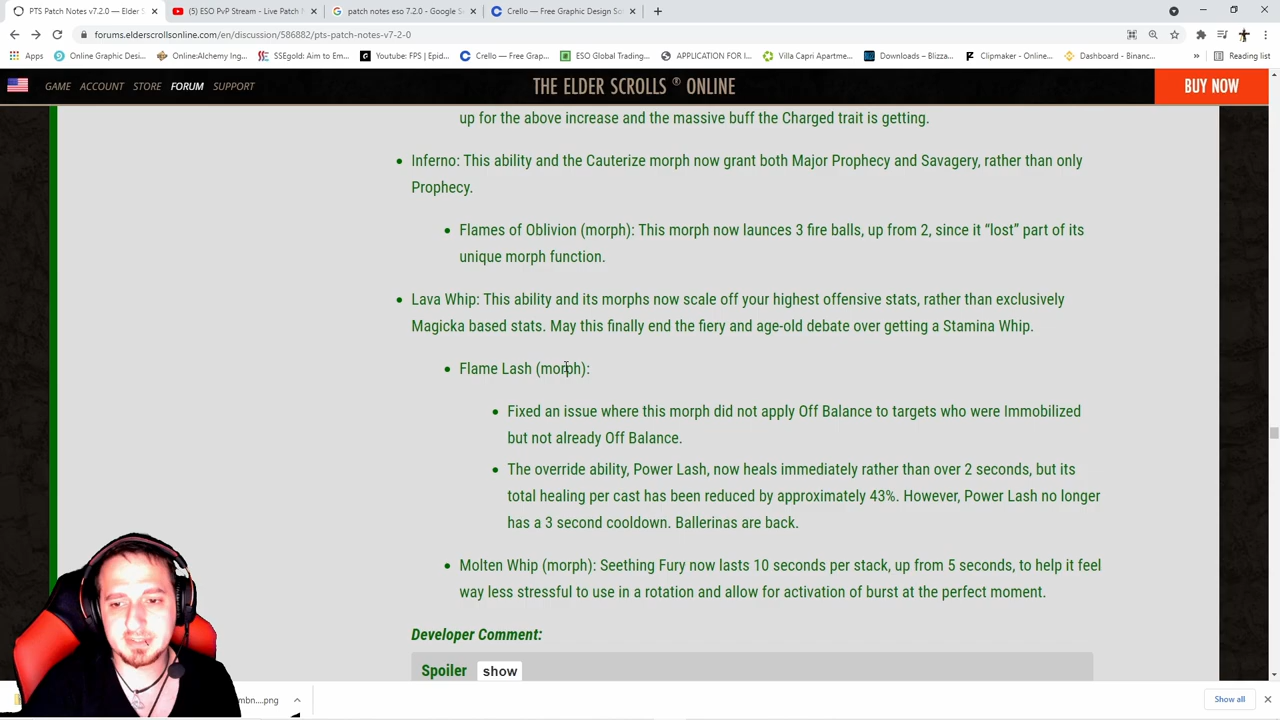 PTS Patch Notes v7.2.0 — Elder S
(5) ESO PvP Stream - Live Patch N
patch notes eso 7.2.0 - Google Se
Crello — Free Graphic Design So
forums.elderscrollsonline.com/en/discussion/586882/pts-patch-notes-v7-2-0
Apps
Online Graphic Desi...
Online:Alchemy Ing...
SSEgold: Aim to Em...
Youtube: FPS | Epid...
Crello — Free Grap...
ESO Global Trading...
APPLICATION FOR I...
Villa Capri Apartme...
Downloads – Blizza...
Clipmaker - Online...
Dashboard - Binanc...
Reading list
GAME ACCOUNT STORE FORUM SUPPORT
THE ELDER SCROLLS ® ONLINE
BUY NOW
up for the above increase and the massive buff the Charged trait is getting.
Inferno: This ability and the Cauterize morph now grant both Major Prophecy and Savagery, rather than only
Prophecy.
Flames of Oblivion (morph): This morph now launces 3 fire balls, up from 2, since it “lost” part of its
unique morph function.
Lava Whip: This ability and its morphs now scale off your highest offensive stats, rather than exclusively
Magicka based stats. May this finally end the fiery and age-old debate over getting a Stamina Whip.
Flame Lash (morph):
Fixed an issue where this morph did not apply Off Balance to targets who were Immobilized
but not already Off Balance.
The override ability, Power Lash, now heals immediately rather than over 2 seconds, but its
total healing per cast has been reduced by approximately 43%. However, Power Lash no longer
has a 3 second cooldown. Ballerinas are back.
Molten Whip (morph): Seething Fury now lasts 10 seconds per stack, up from 5 seconds, to help it feel
way less stressful to use in a rotation and allow for activation of burst at the perfect moment.
Developer Comment:
Spoiler show
mbn....png
Show all